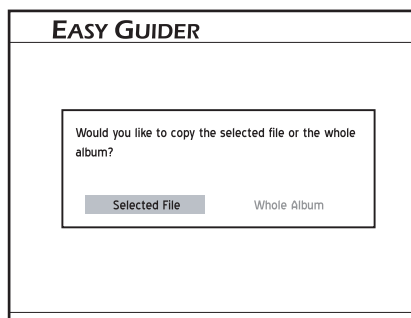 EASY GUIDER
Would you like to copy the selected file or the whole
album?
Selected File Whole Album